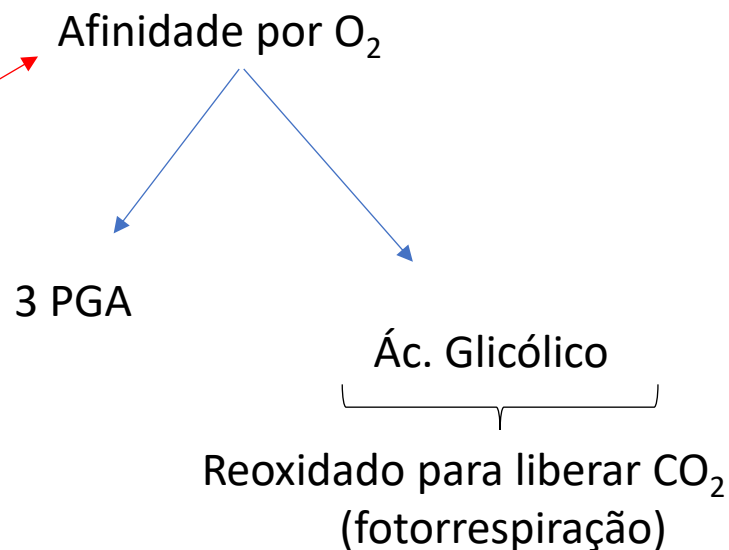 Afinidade por O₂
3 PGA
Ác. Glicólico
Reoxidado para liberar CO₂
(fotorrespiração)